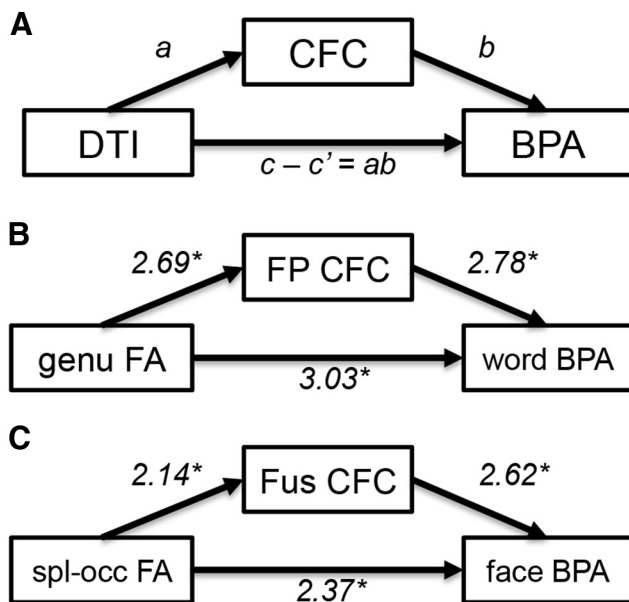 A
a
CFC
b
DTI
BPA
c – c’ = ab
B
2.69*
FP CFC
2.78*
genu FA
word BPA
3.03*
C
2.14*
Fus CFC
2.62*
spl-occ FA
face BPA
2.37*